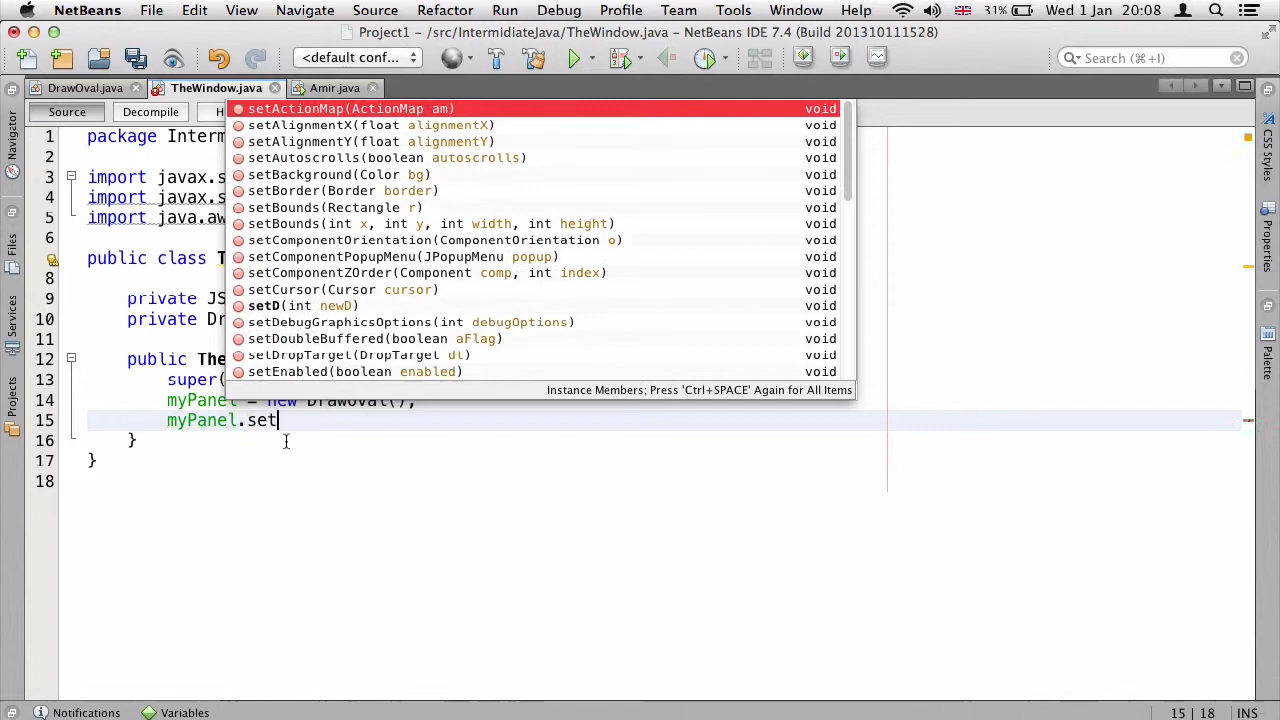 NetBeans File Edit View Navigate Source Refactor Run Debug Profile Team Tools Window Help 31% Wed 1 Jan 20:08
Project1 - /src/IntermidiateJava/TheWindow.java - NetBeans IDE 7.4 (Build 201310111528)
<default conf... Search (⌘+I)
DrawOval.java TheWindow.java Amir.java
Source Compile H
Navigator
Files
Services
Projects
1 package Interm
2
3 import javax.s
4 import javax.s
5 import java.aw
6
7 public class T
8
9 private JS
10 private Dr
11
12 public The
13 super(
14 myPanel = new DrawOval();
15 myPanel.set
16 }
17 }
18
setActionMap(ActionMap am) void
setAlignmentX(float alignmentX) void
setAlignmentY(float alignmentY) void
setAutoscrolls(boolean autoscrolls) void
setBackground(Color bg) void
setBorder(Border border) void
setBounds(Rectangle r) void
setBounds(int x, int y, int width, int height) void
setComponentOrientation(ComponentOrientation o) void
setComponentPopupMenu(JPopupMenu popup) void
setComponentZOrder(Component comp, int index) void
setCursor(Cursor cursor) void
setD(int newD) void
setDebugGraphicsOptions(int debugOptions) void
setDoubleBuffered(boolean aFlag) void
setDropTarget(DropTarget dt) void
setEnabled(boolean enabled) void
Instance Members; Press 'Ctrl+SPACE' Again for All Items
CSS Styles
Properties
Palette
Notifications Variables 15 | 18 INS